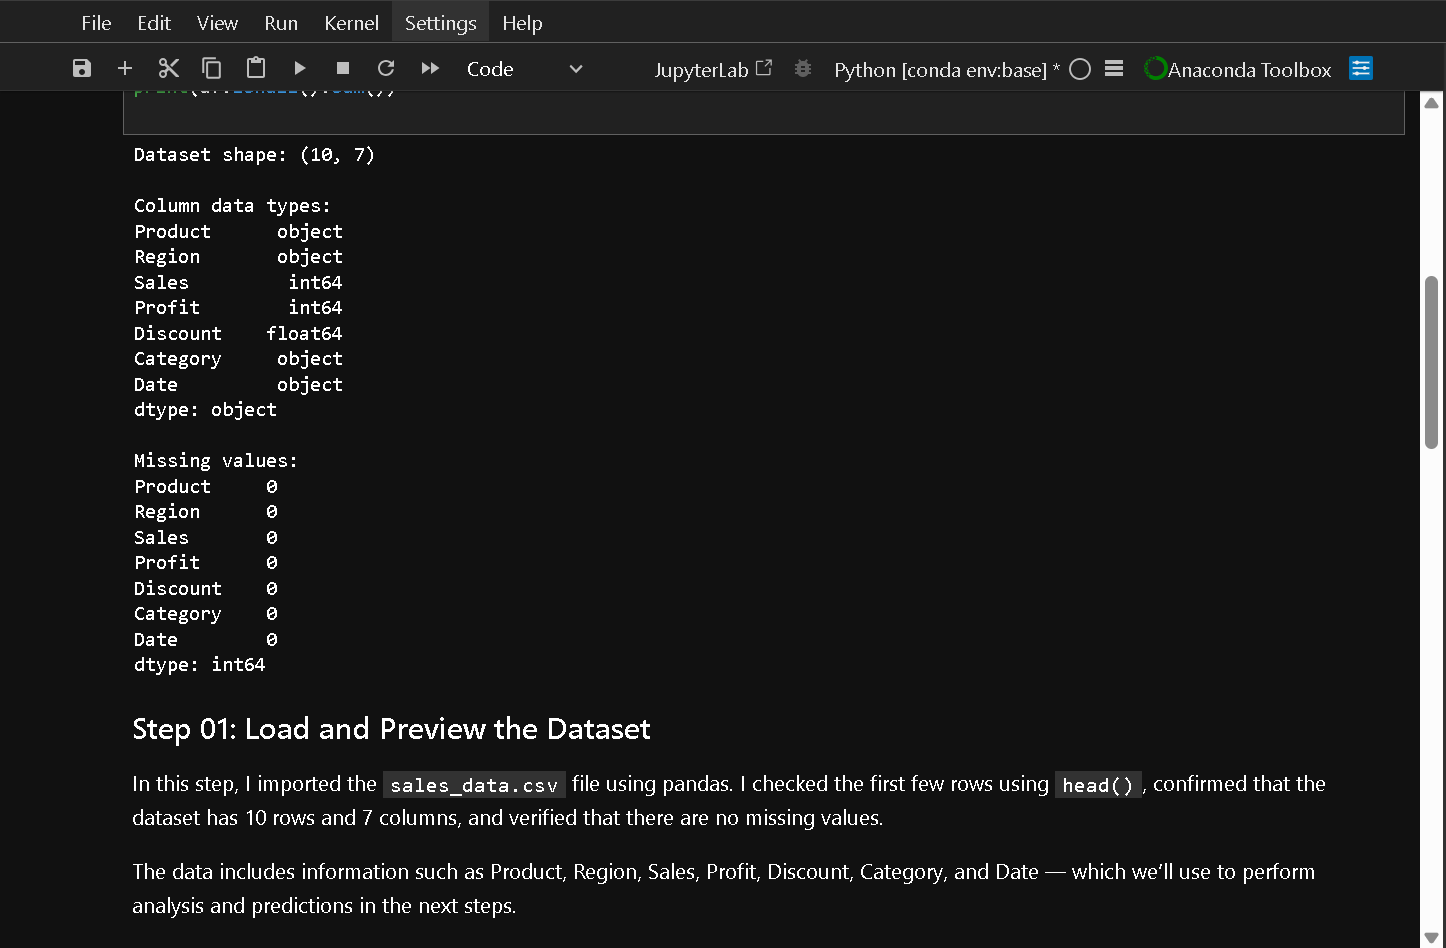 File Edit View Run Kernel Settings Help
Code JupyterLab Python [conda env:base] * Anaconda Toolbox
print(df.isnull().sum())
Dataset shape: (10, 7)
Column data types:
Product object
Region object
Sales int64
Profit int64
Discount float64
Category object
Date object
dtype: object
Missing values:
Product 0
Region 0
Sales 0
Profit 0
Discount 0
Category 0
Date 0
dtype: int64
Step 01: Load and Preview the Dataset
In this step, I imported the sales_data.csv file using pandas. I checked the first few rows using head(), confirmed that the
dataset has 10 rows and 7 columns, and verified that there are no missing values.
The data includes information such as Product, Region, Sales, Profit, Discount, Category, and Date — which we’ll use to perform
analysis and predictions in the next steps.